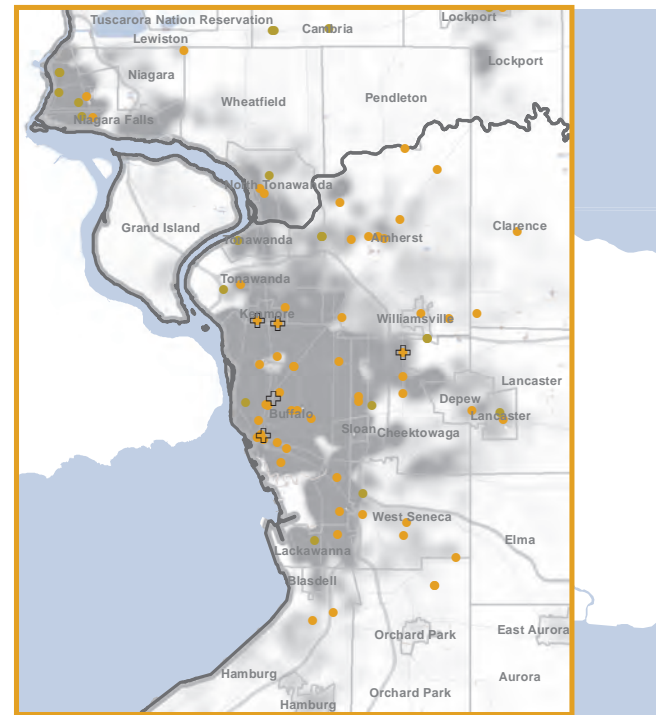 Tuscarora Nation Reservation
Lockport
Cambria
Lewiston
Lockport
Niagara
Wheatfield
Pendleton
Niagara Falls
North Tonawanda
Grand Island
Clarence
Tonawanda
Amherst
Tonawanda
Kenmore
Williamsville
Lancaster
Depew
Buffalo
Lancaster
Sloan
Cheektowaga
West Seneca
Elma
Lackawanna
Blasdell
Orchard Park
East Aurora
Hamburg
Aurora
Orchard Park
Hamburg